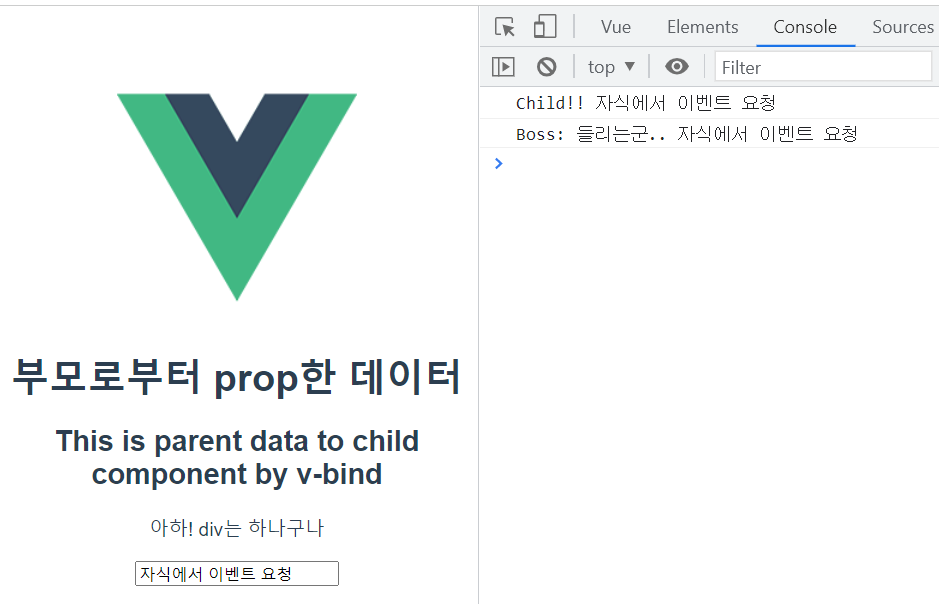 부모로부터 prop한 데이터
This is parent data to child
component by v-bind
아하! div는 하나구나
자식에서 이벤트 요청
Vue Elements Console Sources
top ▼ Filter
Child!! 자식에서 이벤트 요청
Boss: 들리는군.. 자식에서 이벤트 요청